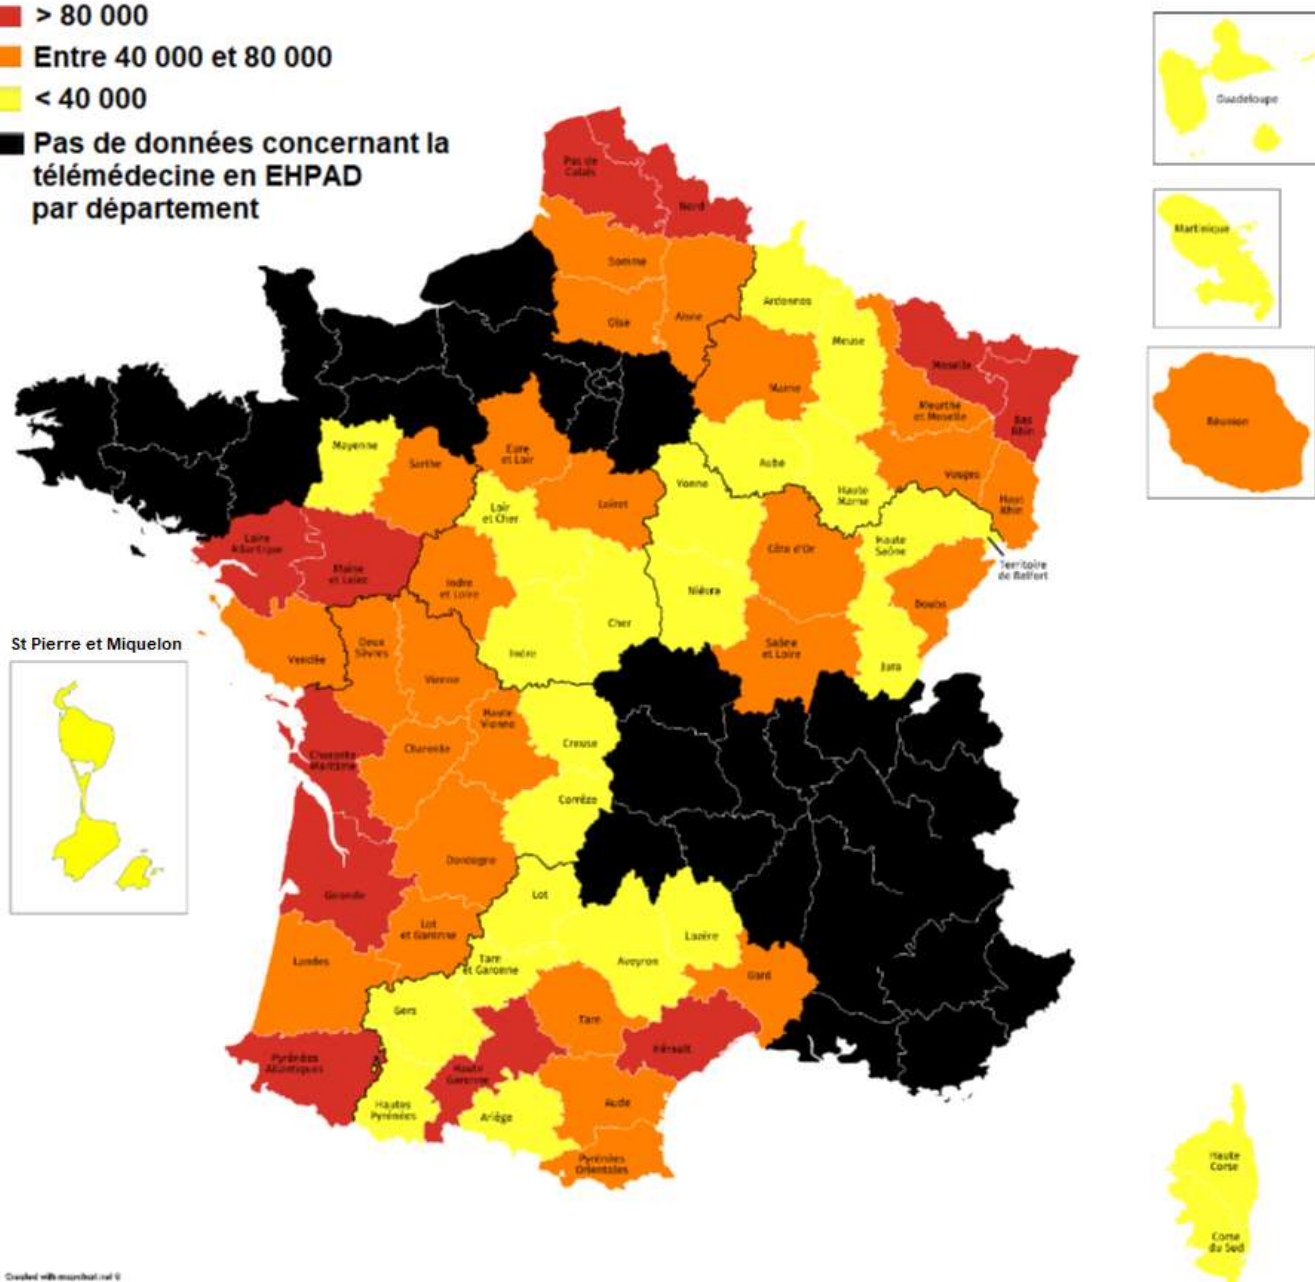 > 80 000
Entre 40 000 et 80 000
< 40 000
Pas de données concernant la
télémédecine en EHPAD
par département
Guadeloupe
Martinique
Réunion
Pas de
Calais
Nord
Somme
Oise
Aisne
Ardennes
Meuse
Marne
Moselle
Meurthe
et Moselle
Bas
Rhin
Vosges
Haut
Rhin
Aube
Haute
Marne
Mayenne
Sarthe
Eure
et Loir
Loiret
Yonne
Loir
et Cher
Côte d'Or
Haute
Saône
Territoire
de Belfort
Doubs
Loire
Atlantique
Maine
et Loire
Indre
et Loire
Cher
Nièvre
Indre
Saône
et Loire
Jura
St Pierre et Miquelon
Vendée
Deux
Sèvres
Vienne
Haute
Vienne
Creuse
Charente
Maritime
Charente
Corrèze
Dordogne
Gironde
Lot
Lot
et Garonne
Lozère
Landes
Tarn
et Garonne
Aveyron
Gard
Gers
Tarn
Hérault
Pyrénées
Atlantiques
Haute
Garonne
Hautes
Pyrénées
Ariège
Aude
Pyrénées
Orientales
Haute
Corse
Corse
du Sud
Created with mapchart.net ©